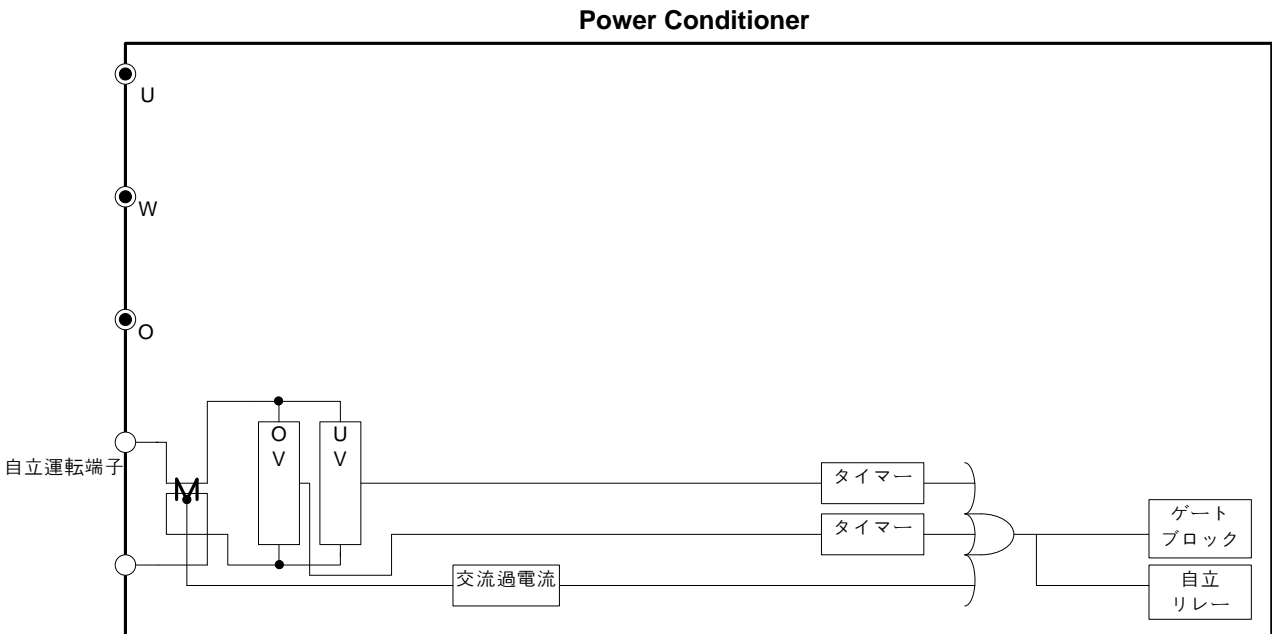 Power Conditioner
U
W
O
自立運転端子
O
V
U
V
タイマー
タイマー
交流過電流
ゲート
ブロック
自立
リレー